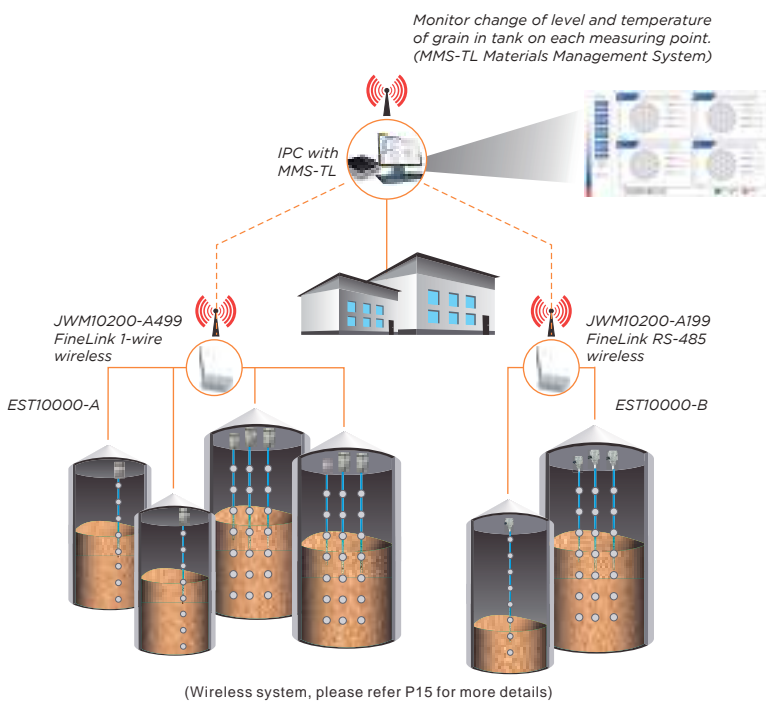 Monitor change of level and temperature
of grain in tank on each measuring point.
(MMS-TL Materials Management System)
IPC with
MMS-TL
JWM10200-A499
FineLink 1-wire
wireless
JWM10200-A199
FineLink RS-485
wireless
EST10000-A
EST10000-B
(Wireless system, please refer P15 for more details)